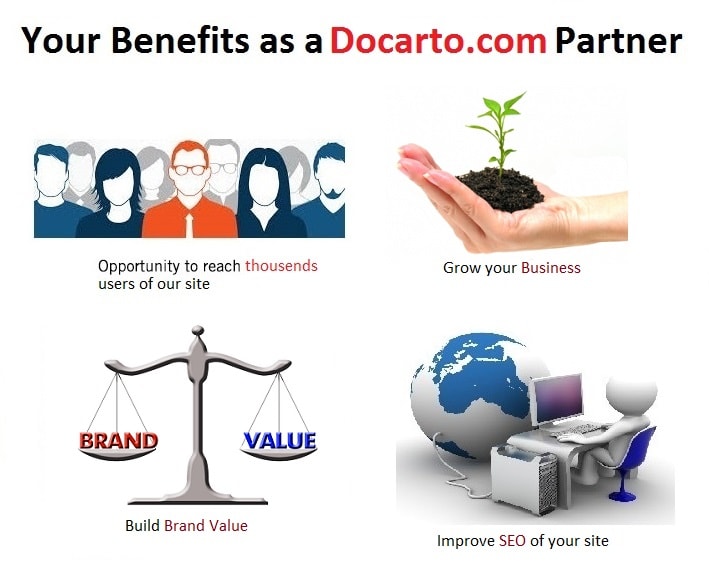 Your Benefits as a Docarto.com Partner
Opportunity to reach thousends
users of our site
Grow your Business
BRAND VALUE
Build Brand Value
Improve SEO of your site